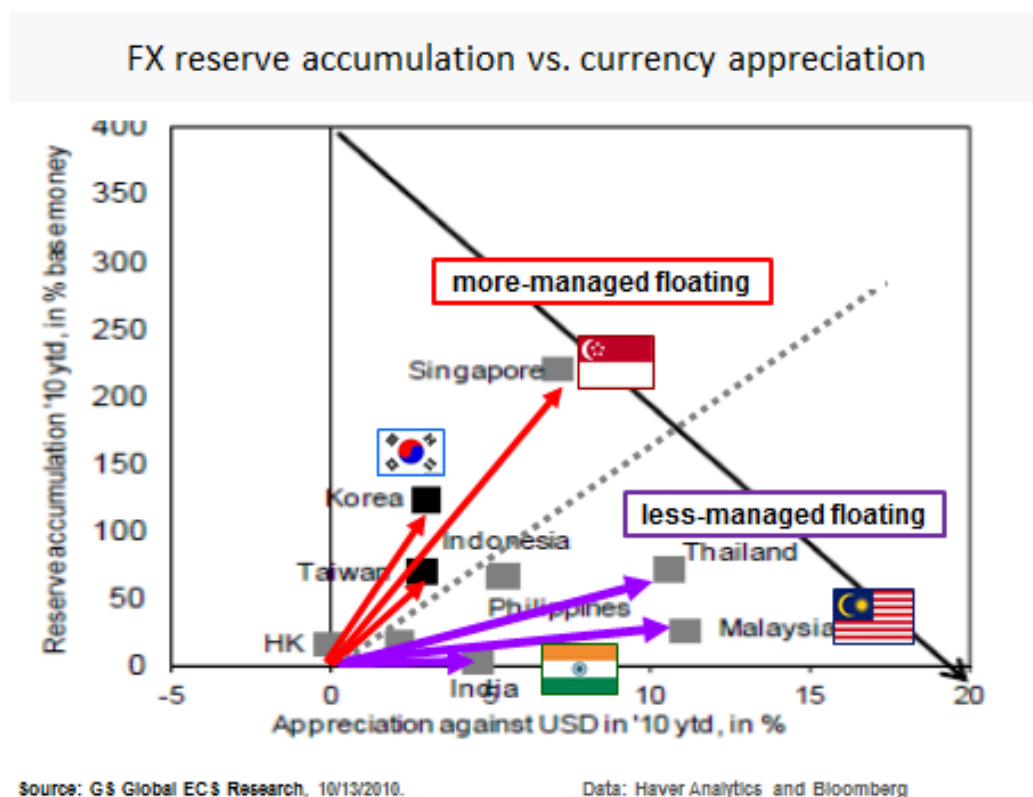 FX reserve accumulation vs. currency appreciation
Reserve accumulation '10 ytd, in % base money
400
350
300
250
200
150
100
50
0
more-managed floating
Singapore
Korea
less-managed floating
Indonesia
Thailand
Taiwan
Philippines
Malaysia
HK
India
-5
0
5
10
15
20
Appreciation against USD in '10 ytd, in %
Source: GS Global ECS Research, 10/13/2010.
Data: Haver Analytics and Bloomberg